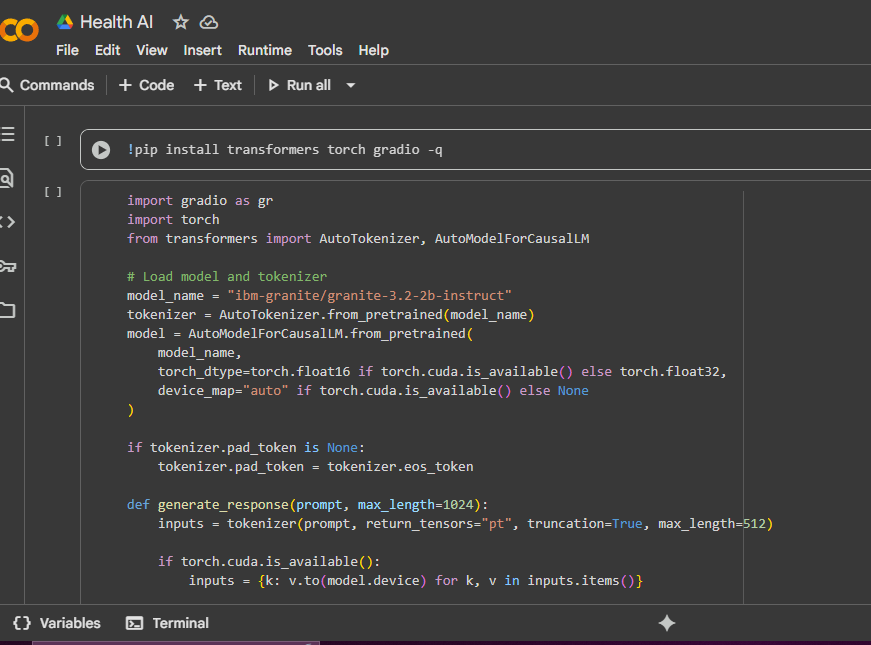 Health AI
File Edit View Insert Runtime Tools Help
Commands + Code + Text Run all
[ ] !pip install transformers torch gradio -q
[ ] import gradio as gr
import torch
from transformers import AutoTokenizer, AutoModelForCausalLM
# Load model and tokenizer
model_name = "ibm-granite/granite-3.2-2b-instruct"
tokenizer = AutoTokenizer.from_pretrained(model_name)
model = AutoModelForCausalLM.from_pretrained(
    model_name,
    torch_dtype=torch.float16 if torch.cuda.is_available() else torch.float32,
    device_map="auto" if torch.cuda.is_available() else None
)
if tokenizer.pad_token is None:
    tokenizer.pad_token = tokenizer.eos_token
def generate_response(prompt, max_length=1024):
    inputs = tokenizer(prompt, return_tensors="pt", truncation=True, max_length=512)
    if torch.cuda.is_available():
        inputs = {k: v.to(model.device) for k, v in inputs.items()}
{} Variables Terminal